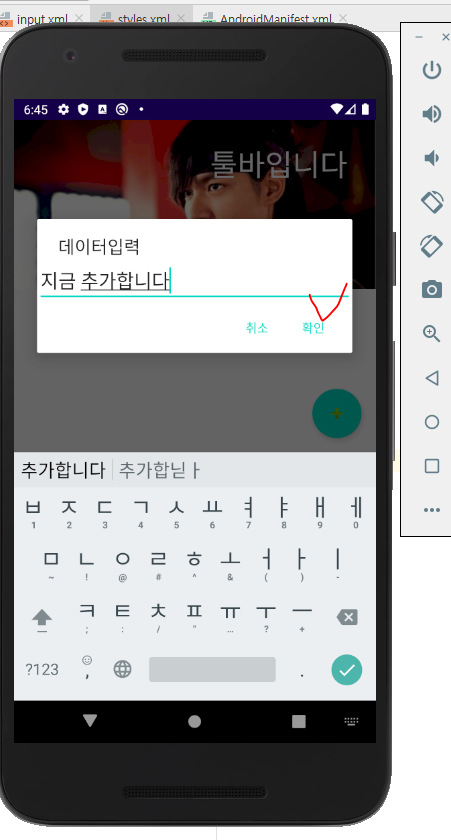 input.xml styles.xml AndroidManifest.xml
6:45
툴바입니다
데이터입력
지금 추가합니다
취소 확인
추가합니다 추가합닏ㅏ
ㅂ ㅈ ㄷ ㄱ ㅅ ㅛ ㅕ ㅑ ㅐ ㅔ
1 2 3 4 5 6 7 8 9 0
ㅁ ㄴ ㅇ ㄹ ㅎ ㅗ ㅓ ㅏ ㅣ
~ ! @ # ^ & ( ) -
ㅋ ㅌ ㅊ ㅍ ㅠ ㅜ ㅡ
; : / " ... ? +
?123 , .